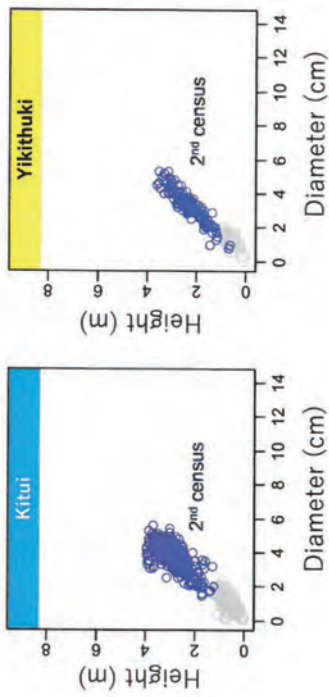 Kitui
Height (m)
8
6
4
2
0
2nd census
0 2 4 6 8 10 12 14
Diameter (cm)
Yikithuki
Height (m)
8
6
4
2
0
2nd census
0 2 4 6 8 10 12 14
Diameter (cm)